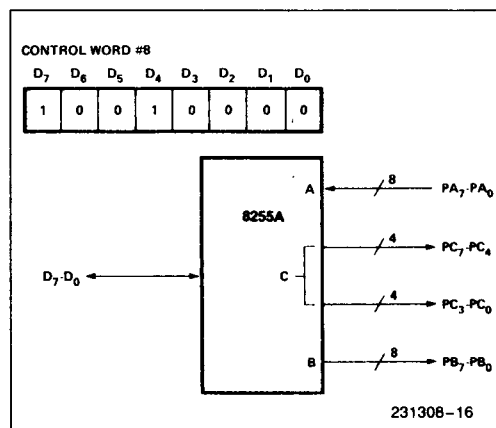 CONTROL WORD #8
D7 D6 D5 D4 D3 D2 D1 D0
1 0 0 1 0 0 0 0
8255A
A
8
PA7-PA0
4
PC7-PC4
D7-D0
C
4
PC3-PC0
B
8
PB7-PB0
231308-16